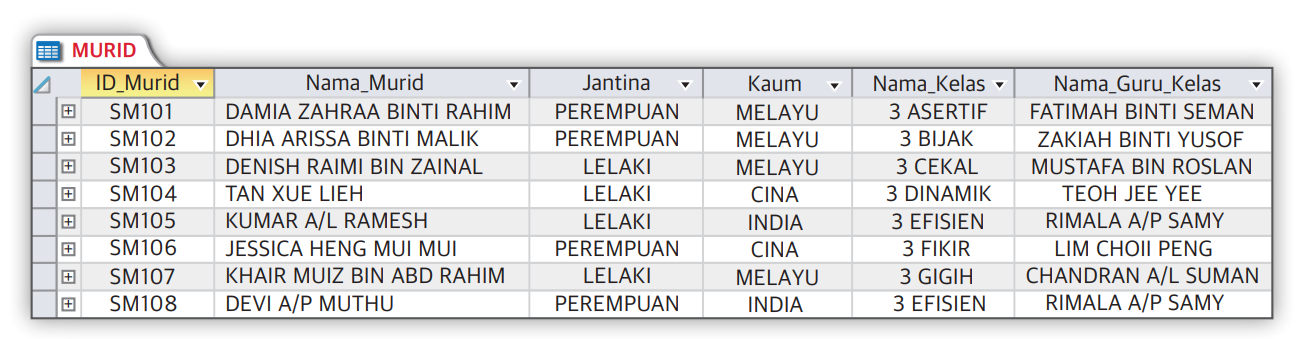 MURID
ID_Murid Nama_Murid Jantina Kaum Nama_Kelas Nama_Guru_Kelas
SM101 DAMIA ZAHRAA BINTI RAHIM PEREMPUAN MELAYU 3 ASERTIF FATIMAH BINTI SEMAN
SM102 DHIA ARISSA BINTI MALIK PEREMPUAN MELAYU 3 BIJAK ZAKIAH BINTI YUSOF
SM103 DENISH RAIMI BIN ZAINAL LELAKI MELAYU 3 CEKAL MUSTAFA BIN ROSLAN
SM104 TAN XUE LIEH LELAKI CINA 3 DINAMIK TEOH JEE YEE
SM105 KUMAR A/L RAMESH LELAKI INDIA 3 EFISIEN RIMALA A/P SAMY
SM106 JESSICA HENG MUI MUI PEREMPUAN CINA 3 FIKIR LIM CHOII PENG
SM107 KHAIR MUIZ BIN ABD RAHIM LELAKI MELAYU 3 GIGIH CHANDRAN A/L SUMAN
SM108 DEVI A/P MUTHU PEREMPUAN INDIA 3 EFISIEN RIMALA A/P SAMY